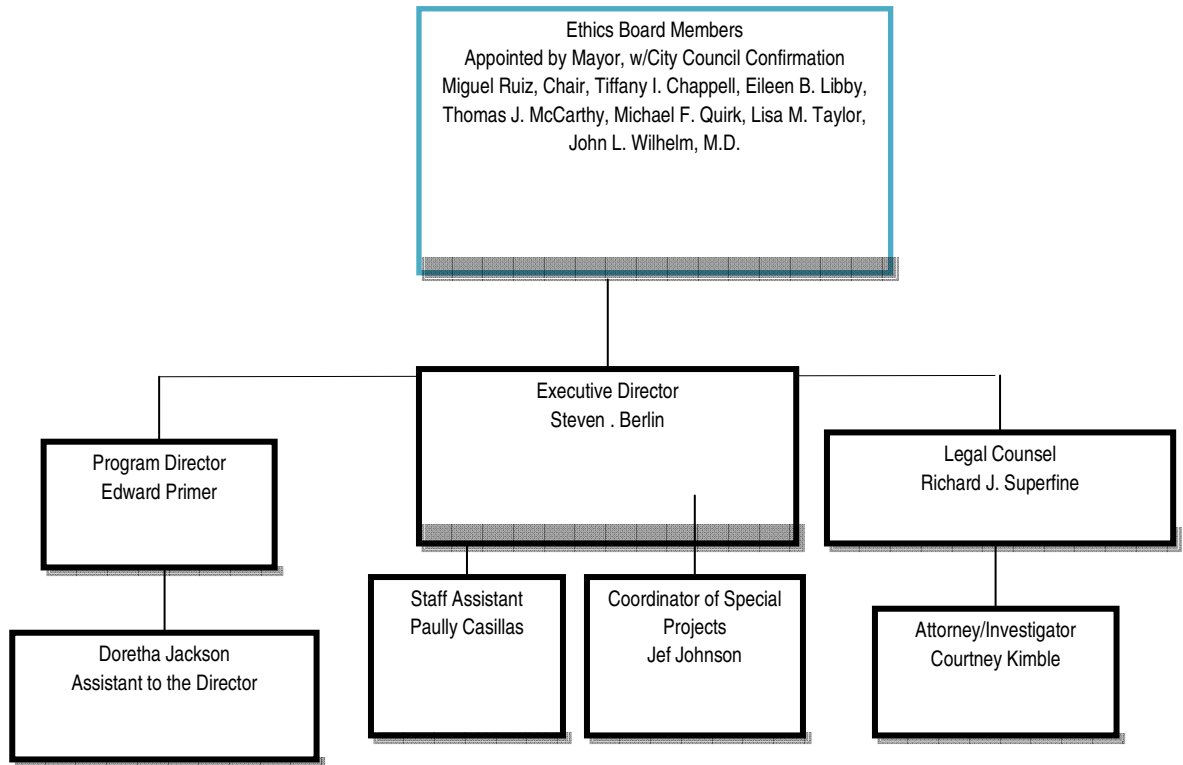 Ethics Board Members
Appointed by Mayor, w/City Council Confirmation
Miguel Ruiz, Chair, Tiffany I. Chappell, Eileen B. Libby,
Thomas J. McCarthy, Michael F. Quirk, Lisa M. Taylor,
John L. Wilhelm, M.D.
Executive Director
Steven . Berlin
Program Director
Edward Primer
Legal Counsel
Richard J. Superfine
Doretha Jackson
Assistant to the Director
Staff Assistant
Paully Casillas
Coordinator of Special
Projects
Jef Johnson
Attorney/Investigator
Courtney Kimble